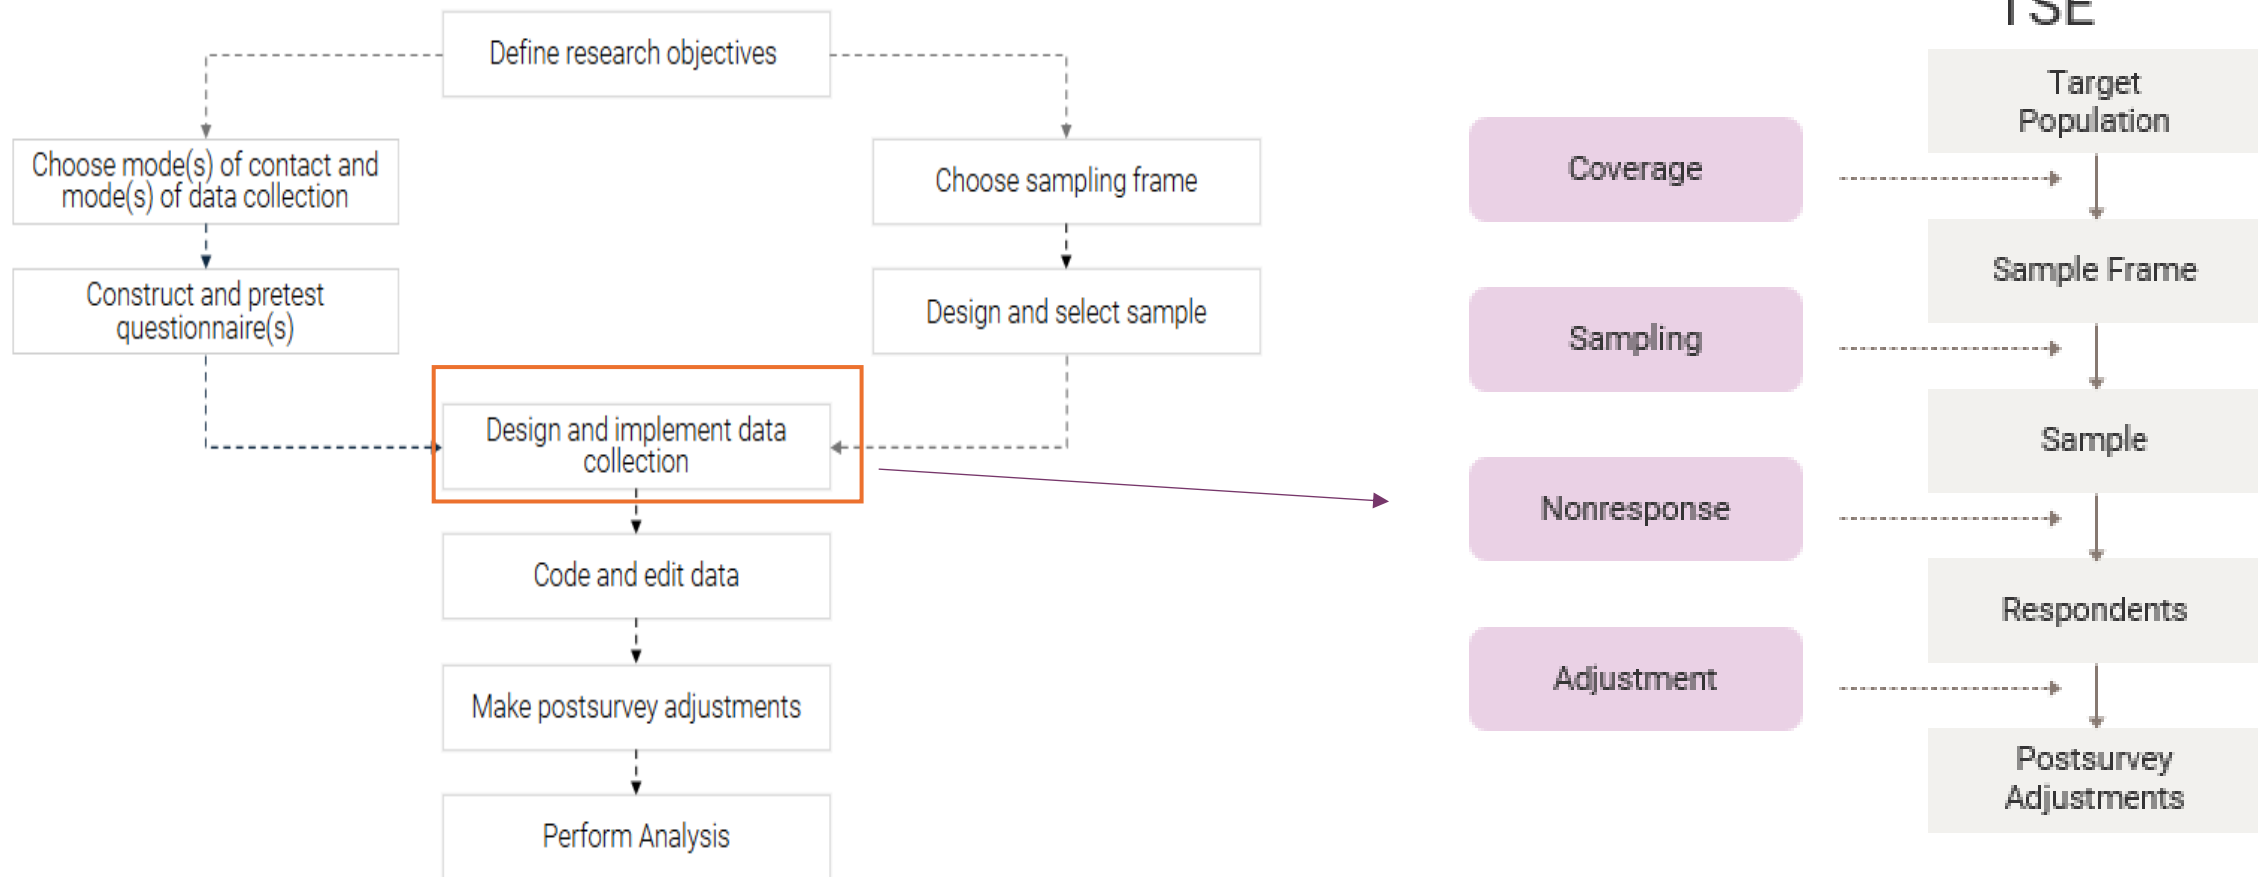 Define research objectives
Choose mode(s) of contact and
mode(s) of data collection
Choose sampling frame
Construct and pretest
questionnaire(s)
Design and select sample
Design and implement data
collection
Code and edit data
Make postsurvey adjustments
Perform Analysis
TSE
Target
Population
Coverage
Sample Frame
Sampling
Sample
Nonresponse
Respondents
Adjustment
Postsurvey
Adjustments